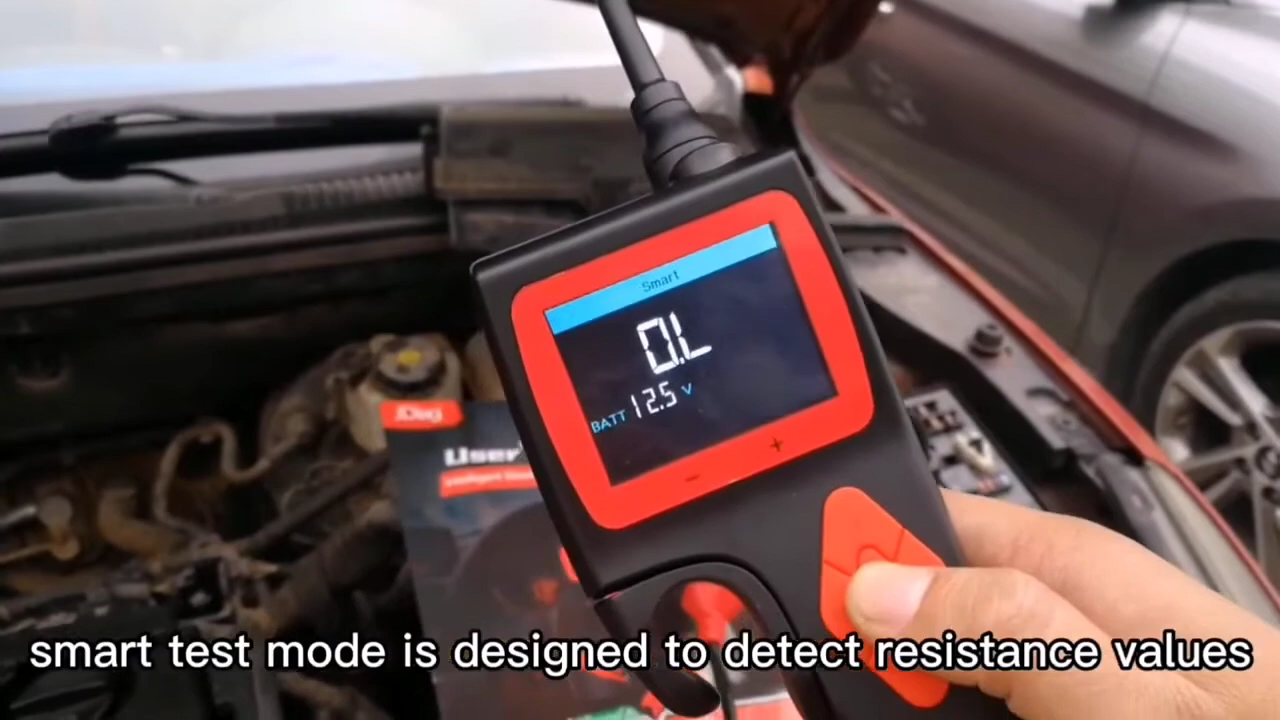 Smart
0.L
BATT 12.5 V
- +
User
smart test mode is designed to detect resistance values